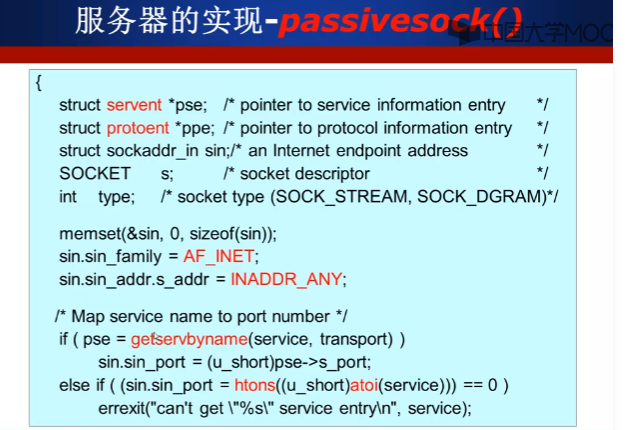 服务器的实现-passivesock()
中国大学MOC
{
struct servent *pse; /* pointer to service information entry */
struct protoent *ppe; /* pointer to protocol information entry */
struct sockaddr_in sin;/* an Internet endpoint address */
SOCKET s; /* socket descriptor */
int type; /* socket type (SOCK_STREAM, SOCK_DGRAM)*/
memset(&sin, 0, sizeof(sin));
sin.sin_family = AF_INET;
sin.sin_addr.s_addr = INADDR_ANY;
/* Map service name to port number */
if ( pse = getservbyname(service, transport) )
sin.sin_port = (u_short)pse->s_port;
else if ( (sin.sin_port = htons((u_short)atoi(service))) == 0 )
errexit("can't get \"%s\" service entry\n", service);